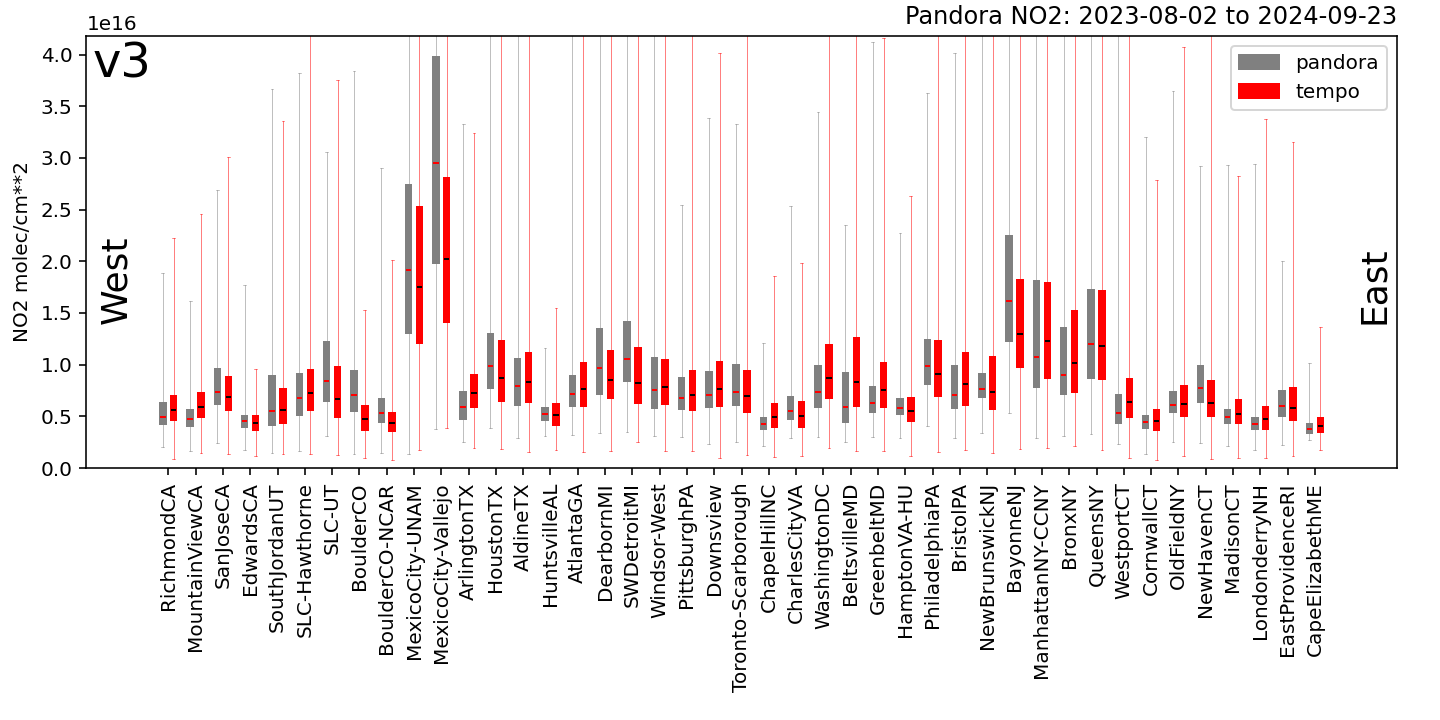 1e16
Pandora NO2: 2023-08-02 to 2024-09-23
v3
pandora
tempo
4.0
3.5
3.0
2.5
2.0
1.5
1.0
0.5
0.0
NO2 molec/cm**2
West
East
RichmondCA
MountainViewCA
SanJoseCA
EdwardsCA
SouthJordanUT
SLC-Hawthorne
SLC-UT
BoulderCO
BoulderCO-NCAR
MexicoCity-UNAM
MexicoCity-Vallejo
ArlingtonTX
HoustonTX
AldineTX
HuntsvilleAL
AtlantaGA
DearbornMI
SWDetroitMI
Windsor-West
PittsburghPA
Downsview
Toronto-Scarborough
ChapelHillNC
CharlesCityVA
WashingtonDC
BeltsvilleMD
GreenbeltMD
HamptonVA-HU
PhiladelphiaPA
BristolPA
NewBrunswickNJ
BayonneNJ
ManhattanNY-CCNY
BronxNY
QueensNY
WestportCT
CornwallCT
OldFieldNY
NewHavenCT
MadisonCT
LondonderryNH
EastProvidenceRI
CapeElizabethME